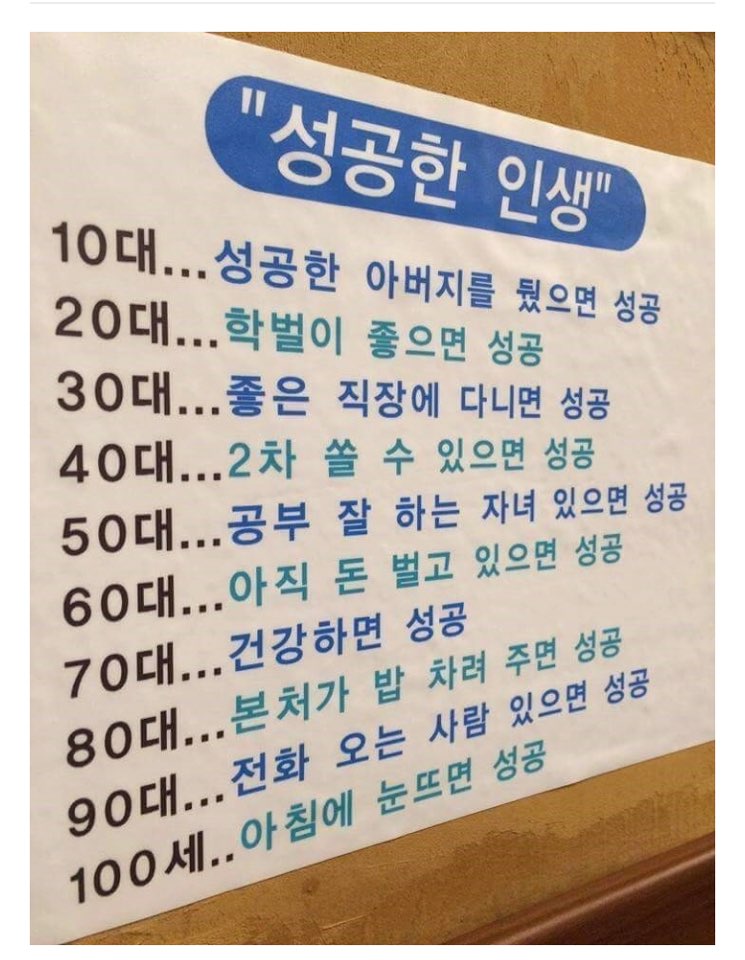 "성공한 인생"
10대...성공한 아버지를 뒀으면 성공
20대...학벌이 좋으면 성공
30대...좋은 직장에 다니면 성공
40대...2차 쏠 수 있으면 성공
50대...공부 잘 하는 자녀 있으면 성공
60대...아직 돈 벌고 있으면 성공
70대...건강하면 성공
80대...본처가 밥 차려 주면 성공
90대...전화 오는 사람 있으면 성공
100세..아침에 눈뜨면 성공